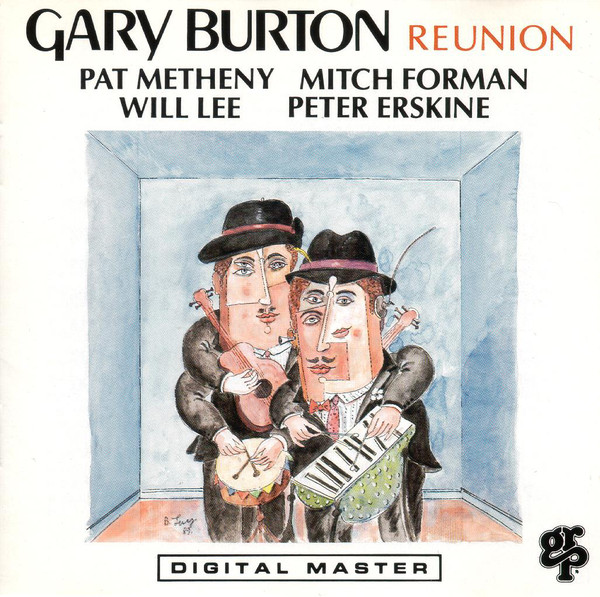 GARY BURTON REUNION
PAT METHENY MITCH FORMAN
WILL LEE PETER ERSKINE
DIGITAL MASTER
grp